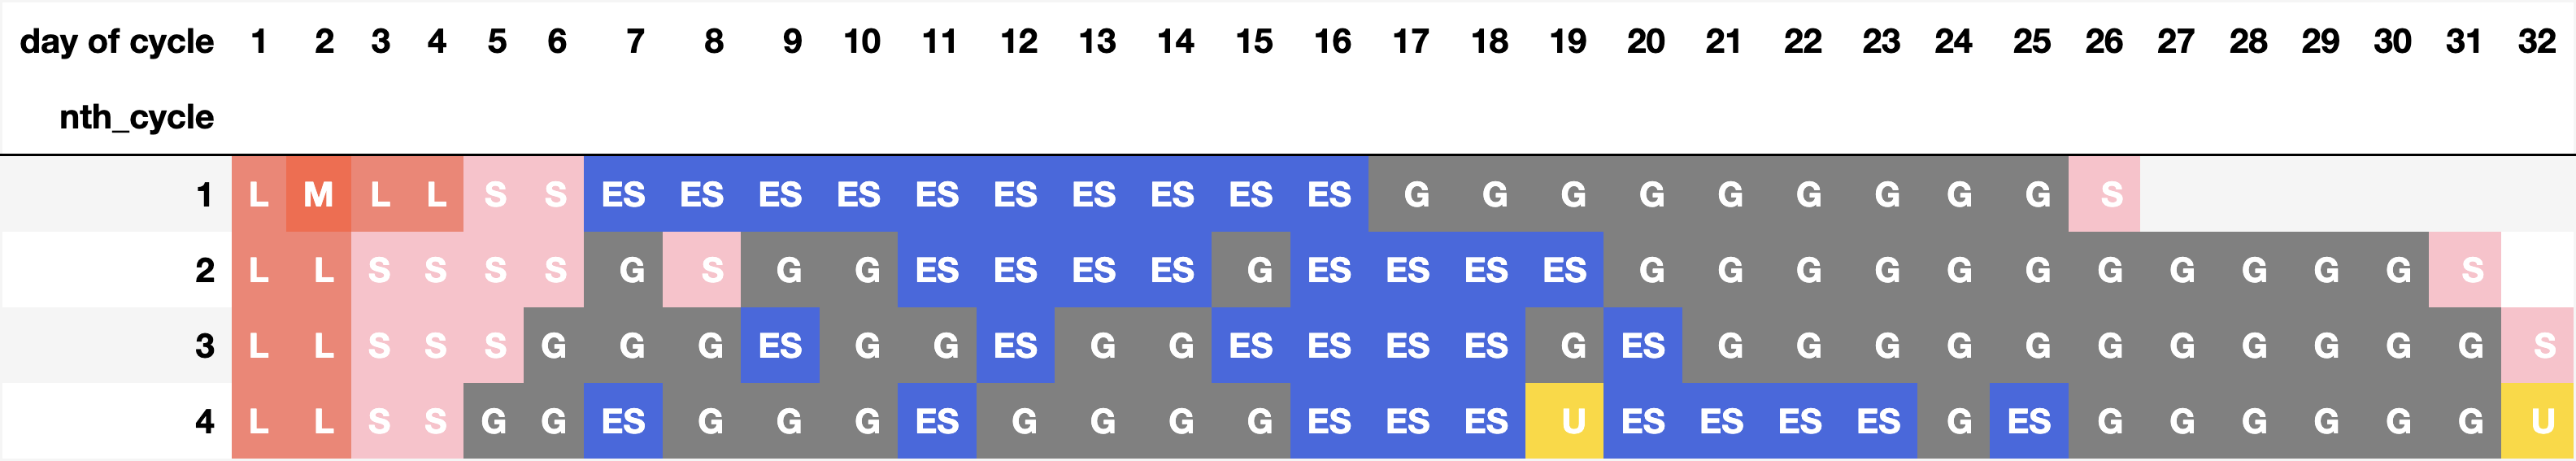 day of cycle 1 2 3 4 5 6 7 8 9 10 11 12 13 14 15 16 17 18 19 20 21 22 23 24 25 26 27 28 29 30 31 32
nth_cycle
1 L M L L S S ES ES ES ES ES ES ES ES ES ES G G G G G G G G G S
2 L L S S S S G S G G ES ES ES ES G ES ES ES ES G G G G G G G G G G G S
3 L L S S S G G G ES G G ES G G ES ES ES ES G ES G G G G G G G G G G G S
4 L L S S G G ES G G G ES G G G G ES ES ES U ES ES ES ES G ES G G G G G G U